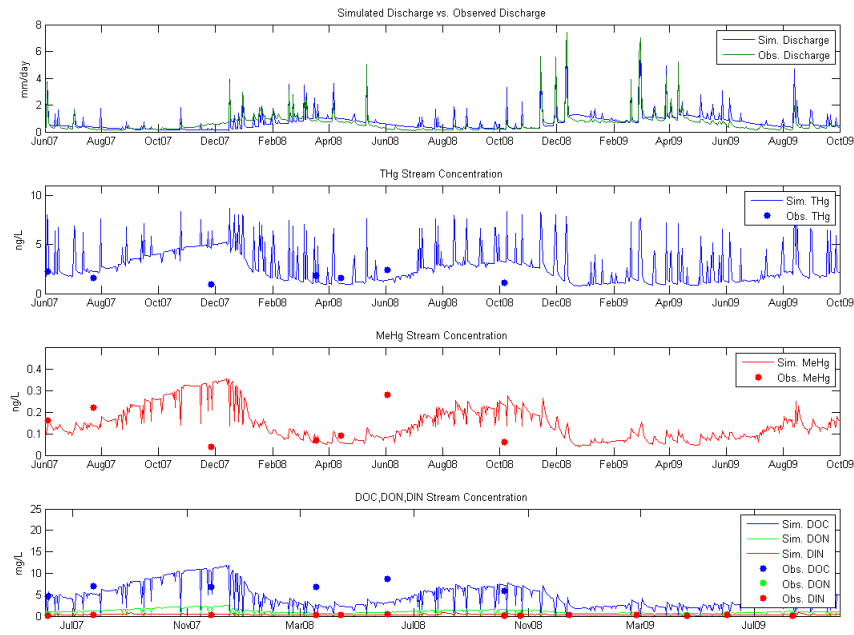 Simulated Discharge vs. Observed Discharge
8
6
4
2
0
mm/day
Sim. Discharge
Obs. Discharge
Jun07 Aug07 Oct07 Dec07 Feb08 Apr08 Jun08 Aug08 Oct08 Dec08 Feb09 Apr09 Jun09 Aug09 Oct09
THg Stream Concentration
10
5
0
ng/L
Sim. THg
Obs. THg
Jun07 Aug07 Oct07 Dec07 Feb08 Apr08 Jun08 Aug08 Oct08 Dec08 Feb09 Apr09 Jun09 Aug09 Oct09
MeHg Stream Concentration
0.4
0.3
0.2
0.1
0
ng/L
Sim. MeHg
Obs. MeHg
Jun07 Aug07 Oct07 Dec07 Feb08 Apr08 Jun08 Aug08 Oct08 Dec08 Feb09 Apr09 Jun09 Aug09 Oct09
DOC,DON,DIN Stream Concentration
25
20
15
10
5
0
mg/L
Sim. DOC
Sim. DON
Sim. DIN
Obs. DOC
Obs. DON
Obs. DIN
Jul07 Nov07 Mar08 Jul08 Nov08 Mar09 Jul09